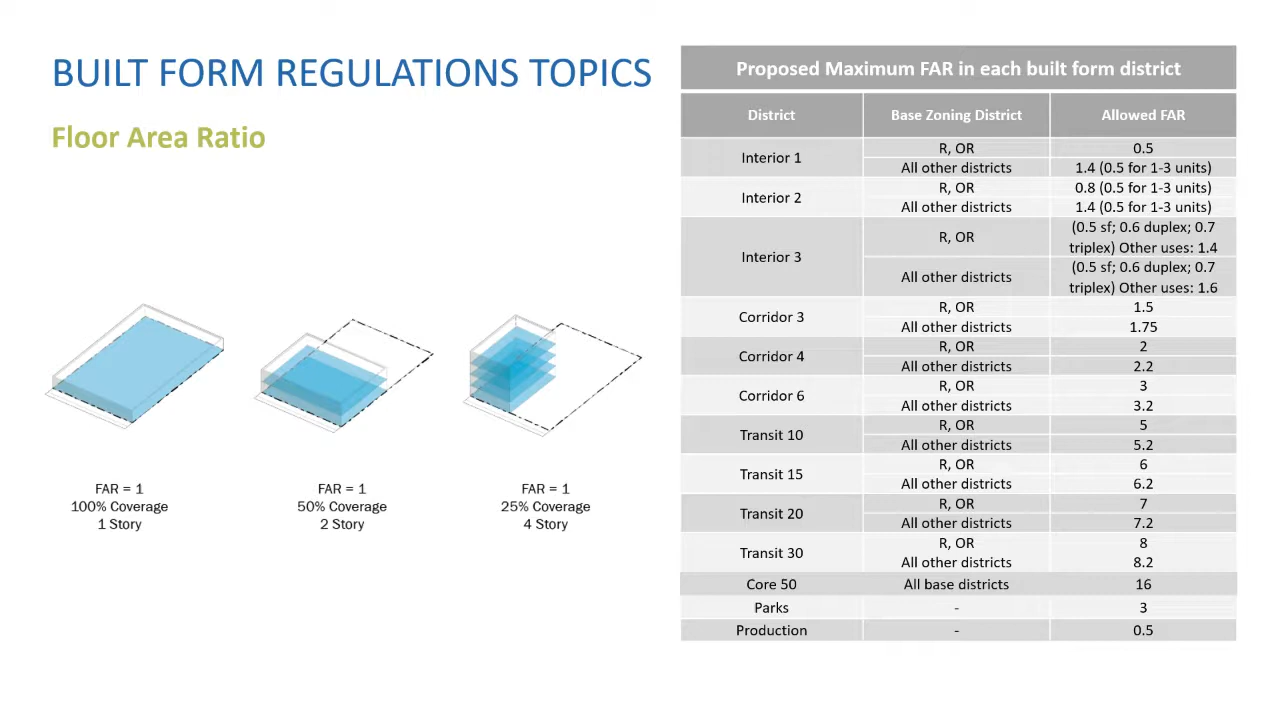 BUILT FORM REGULATIONS TOPICS
Floor Area Ratio
FAR = 1
100% Coverage
1 Story
FAR = 1
50% Coverage
2 Story
FAR = 1
25% Coverage
4 Story
Proposed Maximum FAR in each built form district
District Base Zoning District Allowed FAR
Interior 1
R, OR 0.5
All other districts 1.4 (0.5 for 1-3 units)
Interior 2
R, OR 0.8 (0.5 for 1-3 units)
All other districts 1.4 (0.5 for 1-3 units)
Interior 3
R, OR
(0.5 sf; 0.6 duplex; 0.7
triplex) Other uses: 1.4
All other districts
(0.5 sf; 0.6 duplex; 0.7
triplex) Other uses: 1.6
Corridor 3
R, OR 1.5
All other districts 1.75
Corridor 4
R, OR 2
All other districts 2.2
Corridor 6
R, OR 3
All other districts 3.2
Transit 10
R, OR 5
All other districts 5.2
Transit 15
R, OR 6
All other districts 6.2
Transit 20
R, OR 7
All other districts 7.2
Transit 30
R, OR 8
All other districts 8.2
Core 50 All base districts 16
Parks - 3
Production - 0.5